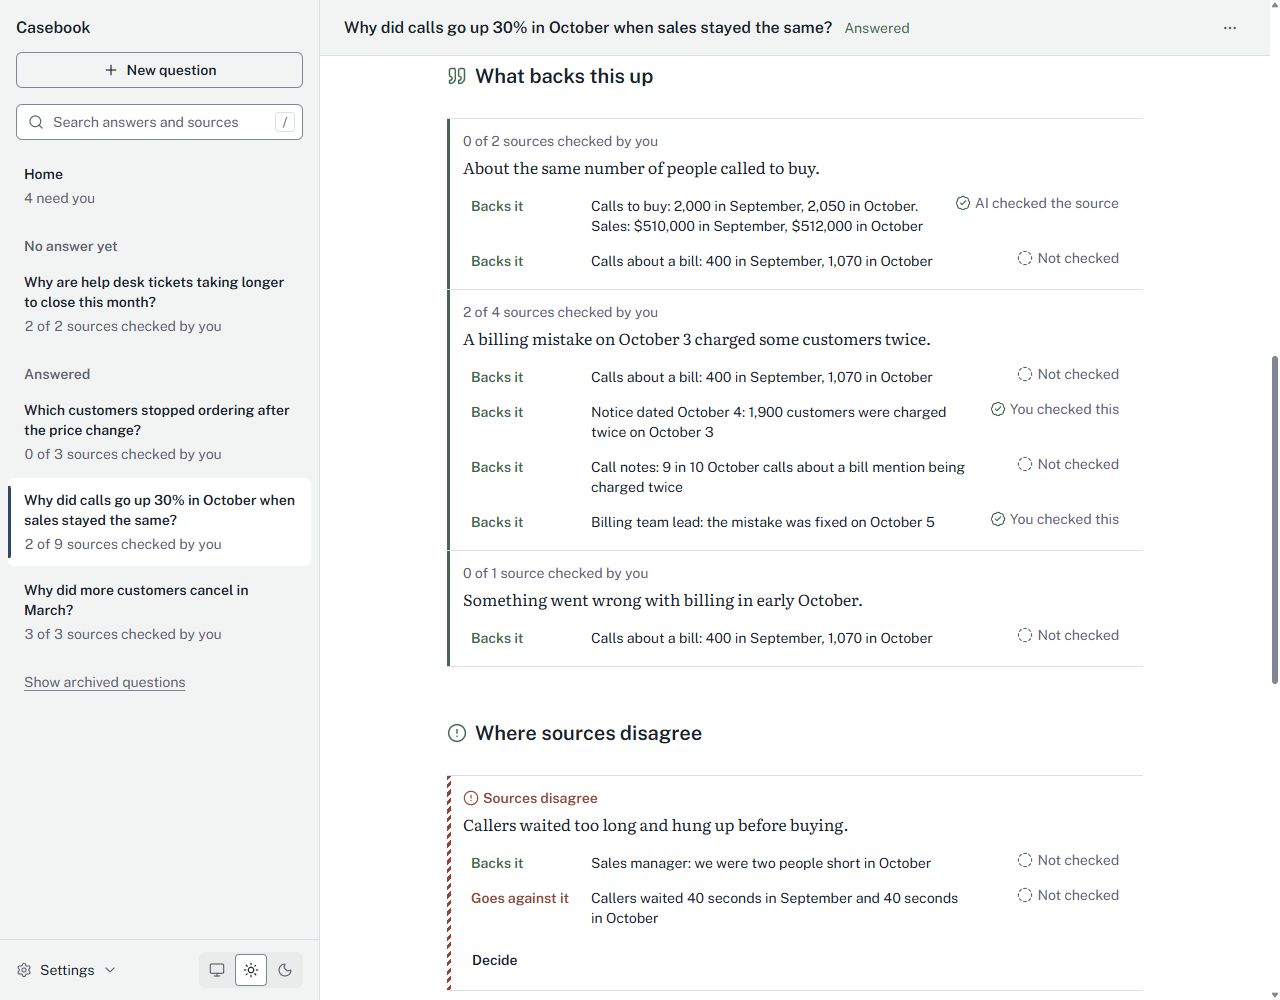 Casebook
New question
Search answers and sources /
Home
4 need you
No answer yet
Why are help desk tickets taking longer
to close this month?
2 of 2 sources checked by you
Answered
Which customers stopped ordering after
the price change?
0 of 3 sources checked by you
Why did calls go up 30% in October when
sales stayed the same?
2 of 9 sources checked by you
Why did more customers cancel in
March?
3 of 3 sources checked by you
Show archived questions
Settings
Why did calls go up 30% in October when sales stayed the same? Answered
What backs this up
0 of 2 sources checked by you
About the same number of people called to buy.
Backs it Calls to buy: 2,000 in September, 2,050 in October. AI checked the source
Sales: $510,000 in September, $512,000 in October
Backs it Calls about a bill: 400 in September, 1,070 in October Not checked
2 of 4 sources checked by you
A billing mistake on October 3 charged some customers twice.
Backs it Calls about a bill: 400 in September, 1,070 in October Not checked
Backs it Notice dated October 4: 1,900 customers were charged You checked this
twice on October 3
Backs it Call notes: 9 in 10 October calls about a bill mention being Not checked
charged twice
Backs it Billing team lead: the mistake was fixed on October 5 You checked this
0 of 1 source checked by you
Something went wrong with billing in early October.
Backs it Calls about a bill: 400 in September, 1,070 in October Not checked
Where sources disagree
Sources disagree
Callers waited too long and hung up before buying.
Backs it Sales manager: we were two people short in October Not checked
Goes against it Callers waited 40 seconds in September and 40 seconds Not checked
in October
Decide